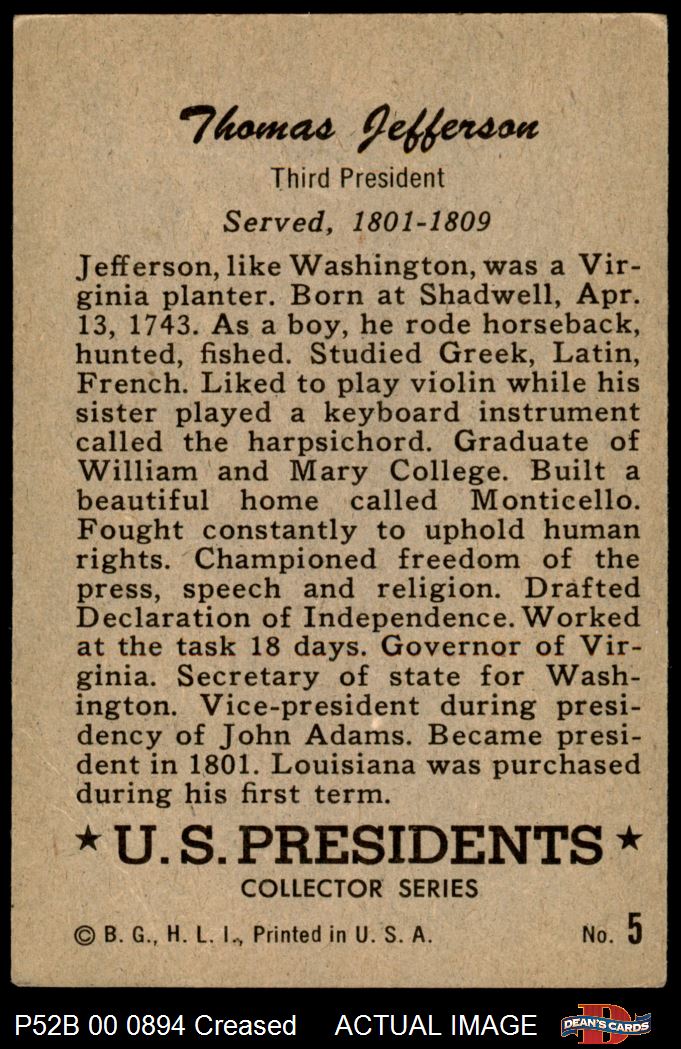 Thomas Jefferson
Third President
Served, 1801-1809
Jefferson, like Washington, was a Vir-
ginia planter. Born at Shadwell, Apr.
13, 1743. As a boy, he rode horseback,
hunted, fished. Studied Greek, Latin,
French. Liked to play violin while his
sister played a keyboard instrument
called the harpsichord. Graduate of
William and Mary College. Built a
beautiful home called Monticello.
Fought constantly to uphold human
rights. Championed freedom of the
press, speech and religion. Drafted
Declaration of Independence. Worked
at the task 18 days. Governor of Vir-
ginia. Secretary of state for Wash-
ington. Vice-president during presi-
dency of John Adams. Became presi-
dent in 1801. Louisiana was purchased
during his first term.
★ U.S. PRESIDENTS ★
COLLECTOR SERIES
© B. G., H. L. I., Printed in U. S. A. No. 5
P52B 00 0894 Creased ACTUAL IMAGE D DEAN'S CARDS